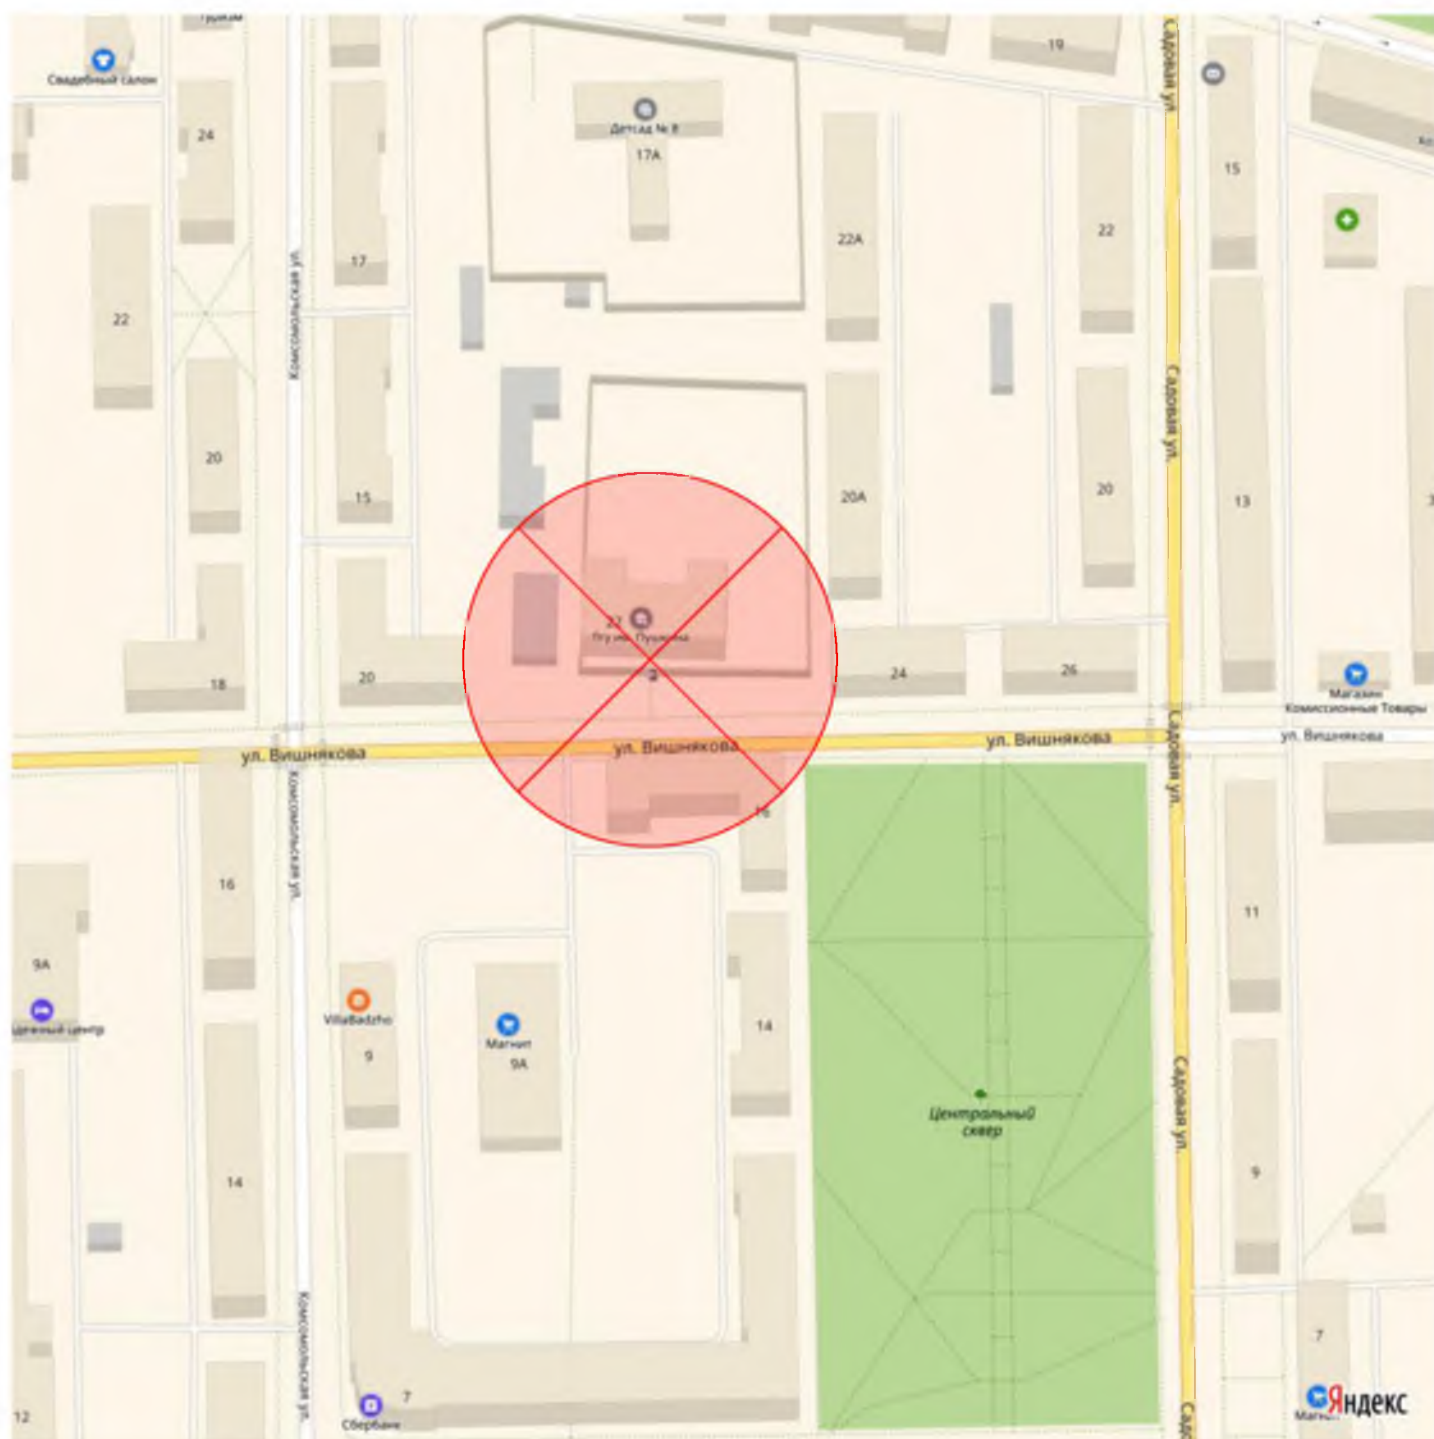 Свадебный салон
24
19
Садовая ул.
Детсад № 8
17А
15
22А
22
17
Комсомольская ул.
22
Садовая ул.
20
15
20А
20
13
22
20
18
24
26
Магазин
Комиссионные Товары
ул. Вишнякова
ул. Вишнякова
ул. Вишнякова
ул. Вишнякова
Садовая ул.
Комсомольская ул.
16
16
11
9А
VillaBadzho
9
Магнит
9А
14
Центральный
сквер
Садовая ул.
14
9
Комсомольская ул.
7
7
12
Сбербанк
Яндекс